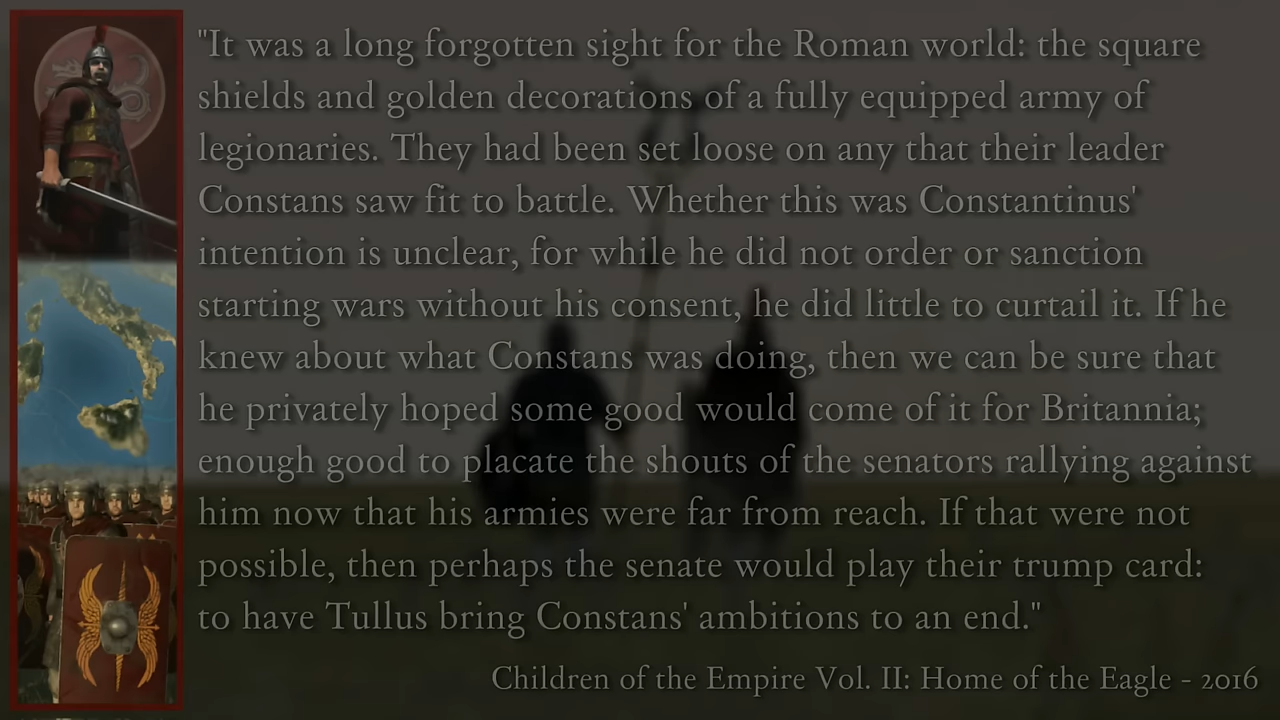 "It was a long forgotten sight for the Roman world: the square
shields and golden decorations of a fully equipped army of
legionaries. They had been set loose on any that their leader
Constans saw fit to battle. Whether this was Constantinus'
intention is unclear, for while he did not order or sanction
starting wars without his consent, he did little to curtail it. If he
knew about what Constans was doing, then we can be sure that
he privately hoped some good would come of it for Britannia;
enough good to placate the shouts of the senators rallying against
him now that his armies were far from reach. If that were not
possible, then perhaps the senate would play their trump card:
to have Tullus bring Constans' ambitions to an end."
Children of the Empire Vol. II: Home of the Eagle - 2016